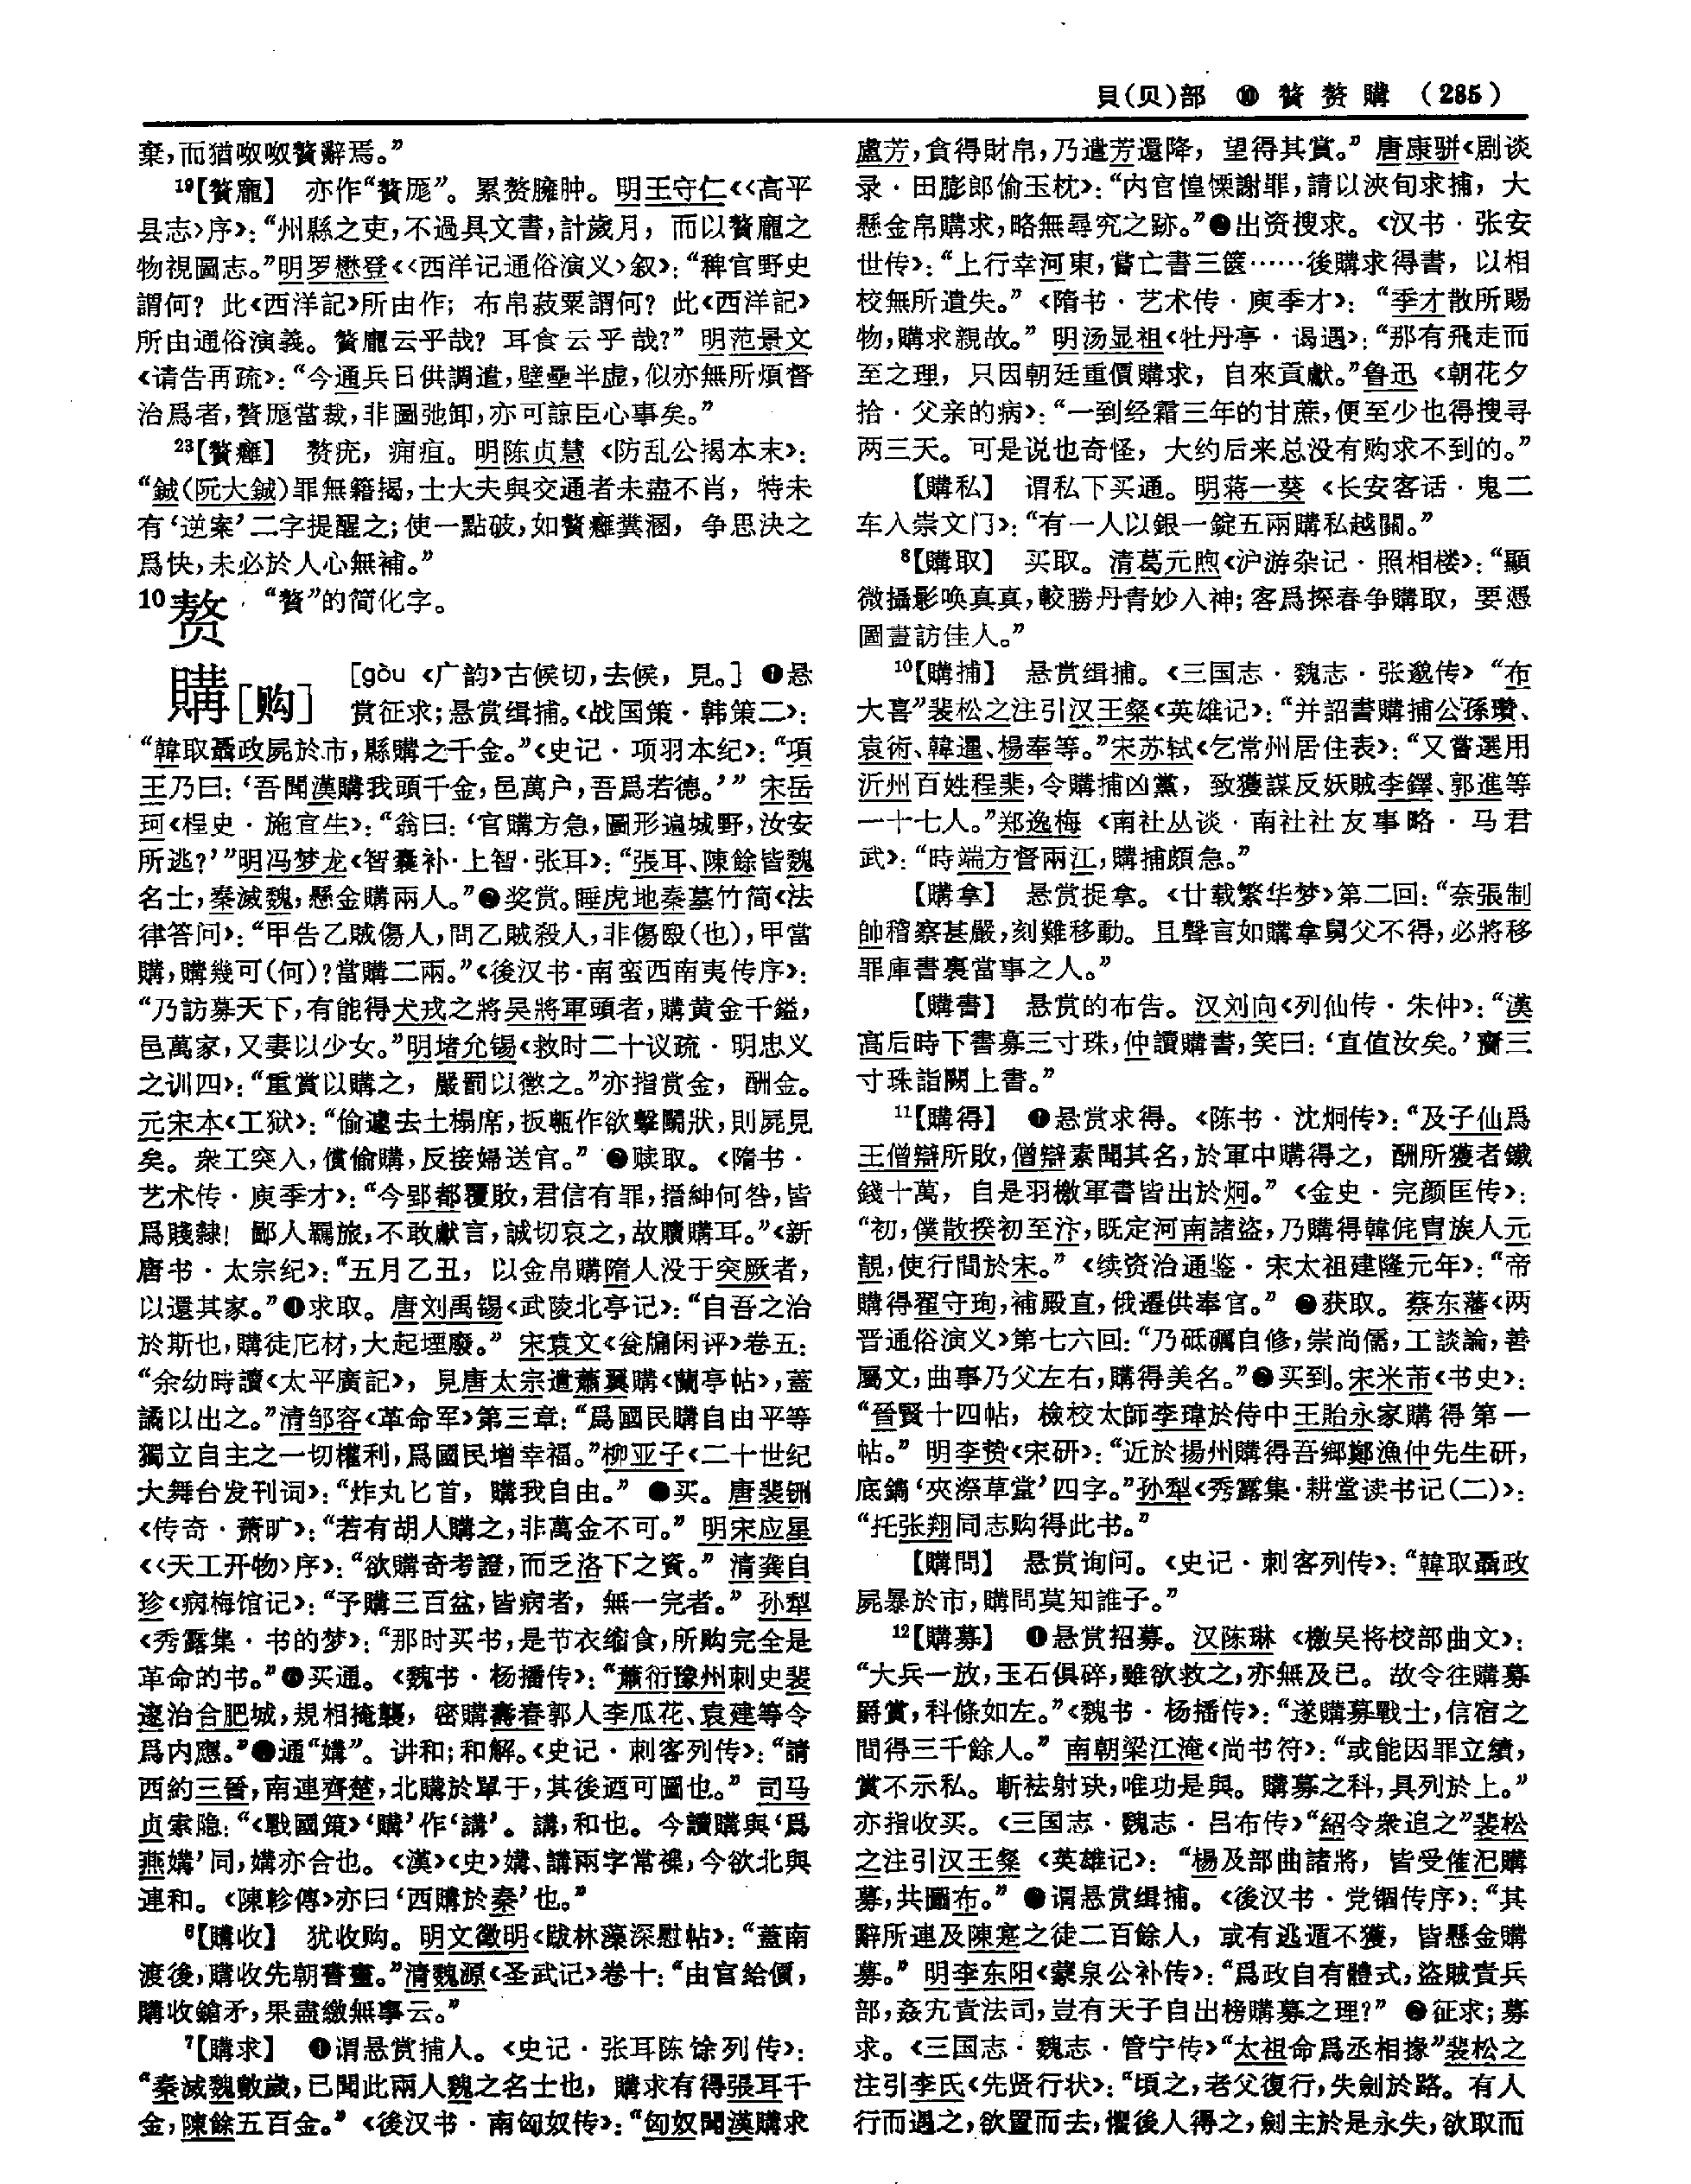 貝(贝)部 ⑩ 贅 赘 購 (285)
棄，而猶呶呶贅辭焉。”
19【贅龐】 亦作“贅厖”。累赘臃肿。明王守仁《〈高平
县志〉序》：“州縣之吏，不過具文書，計歲月，而以贅龐之
物視圖志。”明罗懋登《〈西洋记通俗演义〉叙》：“稗官野史
謂何？此《西洋記》所由作；布帛菽粟謂何？此《西洋記》
所由通俗演義。贅龐云乎哉？耳食云乎哉？”明范景文
《请告再疏》：“今通兵日供調遣，壁壘半虚，似亦無所煩督
治爲者，贅厖當裁，非圖弛卸，亦可諒臣心事矣。”
23【贅癰】 赘疣，痈疽。明陈贞慧《防乱公揭本末》：
“鋮(阮大鋮)罪無籍揭，士大夫與交通者未盡不肖，特未
有‘逆案’二字提醒之；使一點破，如贅癰糞溷，争思決之
爲快，未必於人心無補。”
10赘 “贅”的简化字。
購[购] [gòu《广韵》古候切，去候，見。]❶悬
赏征求；悬赏缉捕。《战国策·韩策二》：
“韓取聶政屍於市，縣購之千金。”《史记·项羽本纪》：“項
王乃曰：‘吾聞漢購我頭千金，邑萬户，吾爲若德。’”宋岳
珂《桯史·施宜生》：“翁曰：‘官購方急，圖形遍城野，汝安
所逃？’”明冯梦龙《智囊补·上智·张耳》：“張耳、陳餘皆魏
名士，秦滅魏，懸金購兩人。”❷奖赏。睡虎地秦墓竹简《法
律答问》：“甲告乙賊傷人，問乙賊殺人，非傷殹(也)，甲當
購，購幾可(何)？當購二兩。”《後汉书·南蛮西南夷传序》：
“乃訪募天下，有能得犬戎之將吴將軍頭者，購黄金千鎰，
邑萬家，又妻以少女。”明堵允锡《救时二十议疏·明忠义
之训四》：“重賞以購之，嚴罰以懲之。”亦指赏金，酬金。
元宋本《工狱》：“偷遽去土榻席，扳甎作欲擊鬭狀，則屍見
矣。衆工突入，償偷購，反接婦送官。”❸赎取。《隋书·
艺术传·庾季才》：“今郢都覆敗，君信有罪，搢紳何咎，皆
爲賤隸！鄙人羈旅，不敢獻言，誠切哀之，故贖購耳。”《新
唐书·太宗纪》：“五月乙丑，以金帛購隋人没于突厥者，
以還其家。”❹求取。唐刘禹锡《武陵北亭记》：“自吾之治
於斯也，購徒庀材，大起堙廢。”宋袁文《瓮牖闲评》卷五：
“余幼時讀《太平廣記》，見唐太宗遣蕭翼購《蘭亭帖》，蓋
譎以出之。”清邹容《革命军》第三章：“爲國民購自由平等
獨立自主之一切權利，爲國民增幸福。”柳亚子《二十世纪
大舞台发刊词》：“炸丸匕首，購我自由。”❺买。唐裴铏
《传奇·萧旷》：“若有胡人購之，非萬金不可。”明宋应星
《〈天工开物〉序》：“欲購奇考證，而乏洛下之資。”清龚自
珍《病梅馆记》：“予購三百盆，皆病者，無一完者。”孙犁
《秀露集·书的梦》：“那时买书，是节衣缩食，所购完全是
革命的书。”❻买通。《魏书·杨播传》：“蕭衍豫州刺史裴
邃治合肥城，規相掩襲，密購壽春郭人李瓜花、袁建等令
爲内應。”❼通“媾”。讲和；和解。《史记·刺客列传》：“請
西約三晉，南連齊楚，北購於單于，其後迺可圖也。”司马
贞索隐：“《戰國策》‘購’作‘講’。講，和也。今讀購與‘爲
燕媾’同，媾亦合也。《漢》《史》媾、講兩字常襍，今欲北與
連和。《陳軫傳》亦曰‘西購於秦’也。”
6【購收】 犹收购。明文徵明《跋林藻深慰帖》：“蓋南
渡後，購收先朝書畫。”清魏源《圣武记》卷十：“由官給價，
購收鎗矛，果盡繳無事云。”
7【購求】 ❶谓悬赏捕人。《史记·张耳陈馀列传》：
“秦滅魏數歲，已聞此兩人魏之名士也，購求有得張耳千
金，陳餘五百金。”《後汉书·南匈奴传》：“匈奴聞漢購求
盧芳，貪得財帛，乃遣芳還降，望得其賞。”唐康骈《剧谈
录·田膨郎偷玉枕》：“内官惶慄謝罪，請以浹旬求捕，大
懸金帛購求，略無尋究之跡。”❷出资搜求。《汉书·张安
世传》：“上行幸河東，嘗亡書三篋……後購求得書，以相
校無所遺失。”《隋书·艺术传·庾季才》：“季才散所賜
物，購求親故。”明汤显祖《牡丹亭·谒遇》：“那有飛走而
至之理，只因朝廷重價購求，自來貢獻。”鲁迅《朝花夕
拾·父亲的病》：“一到经霜三年的甘蔗，便至少也得搜寻
两三天。可是说也奇怪，大约后来总没有购求不到的。”
【購私】 谓私下买通。明蒋一葵《长安客话·鬼二
车入崇文门》：“有一人以銀一錠五兩購私越關。”
8【購取】 买取。清葛元煦《沪游杂记·照相楼》：“顯
微攝影唤真真，較勝丹青妙入神；客爲探春争購取，要憑
圖畫訪佳人。”
10【購捕】 悬赏缉捕。《三国志·魏志·张邈传》“布
大喜”裴松之注引汉王粲《英雄记》：“并詔書購捕公孫瓚、
袁術、韓暹、楊奉等。”宋苏轼《乞常州居住表》：“又嘗選用
沂州百姓程棐，令購捕凶黨，致獲謀反妖賊李鐸、郭進等
一十七人。”郑逸梅《南社丛谈·南社社友事略·马君
武》：“時端方督兩江，購捕頗急。”
【購拿】 悬赏捉拿。《廿载繁华梦》第二回：“奈張制
帥稽察甚嚴，刻難移動。且聲言如購拿舅父不得，必將移
罪庫書裏當事之人。”
【購書】 悬赏的布告。汉刘向《列仙传·朱仲》：“漢
高后時下書募三寸珠，仲讀購書，笑曰：‘直值汝矣。’齎三
寸珠詣闕上書。”
11【購得】 ❶悬赏求得。《陈书·沈炯传》：“及子仙爲
王僧辯所敗，僧辯素聞其名，於軍中購得之，酬所獲者鐵
錢十萬，自是羽檄軍書皆出於炯。”《金史·完颜匡传》：
“初，僕散揆初至汴，既定河南諸盗，乃購得韓侂冑族人元
靚，使行間於宋。”《续资治通鉴·宋太祖建隆元年》：“帝
購得翟守珣，補殿直，俄遷供奉官。”❷获取。蔡东藩《两
晋通俗演义》第七六回：“乃砥礪自修，崇尚儒，工談論，善
屬文，曲事乃父左右，購得美名。”❸买到。宋米芾《书史》：
“晉賢十四帖，檢校太師李瑋於侍中王貽永家購得第一
帖。”明李贽《宋研》：“近於揚州購得吾鄉鄭漁仲先生研，
底鐫‘夾漈草堂’四字。”孙犁《秀露集·耕堂读书记(二)》：
“托张翔同志购得此书。”
【購問】 悬赏询问。《史记·刺客列传》：“韓取聶政
屍暴於市，購問莫知誰子。”
12【購募】 ❶悬赏招募。汉陈琳《檄吴将校部曲文》：
“大兵一放，玉石俱碎，雖欲救之，亦無及已。故令往購募
爵賞，科條如左。”《魏书·杨播传》：“遂購募戰士，信宿之
間得三千餘人。”南朝梁江淹《尚书符》：“或能因罪立績，
賞不示私。斬袪射玦，唯功是與。購募之科，具列於上。”
亦指收买。《三国志·魏志·吕布传》“紹令衆追之”裴松
之注引汉王粲《英雄记》：“楊及部曲諸將，皆受傕汜購
募，共圖布。”❷谓悬赏缉捕。《後汉书·党锢传序》：“其
辭所連及陳寔之徒二百餘人，或有逃遁不獲，皆懸金購
募。”明李东阳《蒙泉公补传》：“爲政自有體式，盗賊責兵
部，姦宄責法司，豈有天子自出榜購募之理？”❸征求；募
求。《三国志·魏志·管宁传》“太祖命爲丞相掾”裴松之
注引李氏《先贤行状》：“頃之，老父復行，失劍於路。有人
行而遇之，欲置而去，懼後人得之，劍主於是永失，欲取而